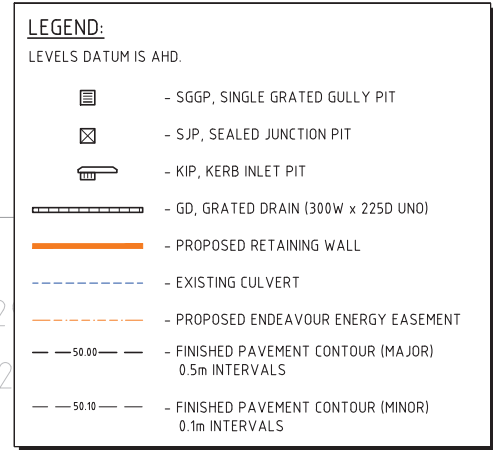 LEGEND:
LEVELS DATUM IS AHD.
- SGGP, SINGLE GRATED GULLY PIT
- SJP, SEALED JUNCTION PIT
- KIP, KERB INLET PIT
- GD, GRATED DRAIN (300W x 225D UNO)
- PROPOSED RETAINING WALL
- EXISTING CULVERT
- PROPOSED ENDEAVOUR ENERGY EASEMENT
50.00 - FINISHED PAVEMENT CONTOUR (MAJOR)
0.5m INTERVALS
50.10 - FINISHED PAVEMENT CONTOUR (MINOR)
0.1m INTERVALS